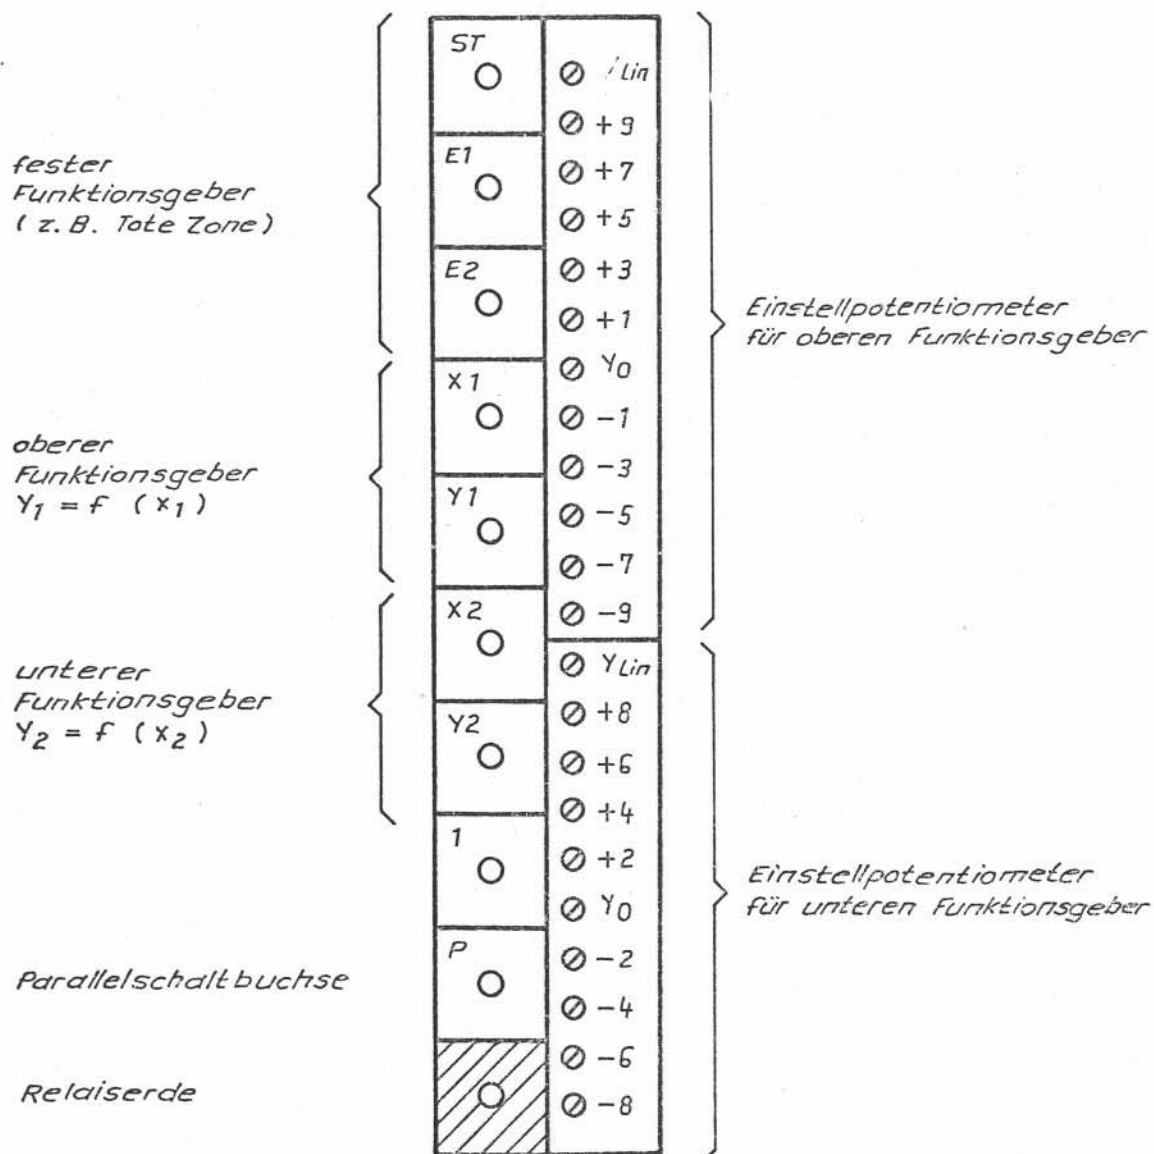 fester
Funktionsgeber
( z. B. Tote Zone )
oberer
Funktionsgeber
Y1 = f (x1)
unterer
Funktionsgeber
Y2 = f (x2)
Parallelschaltbuchse
Relaiserde
ST
E1
E2
X1
Y1
X2
Y2
1
P
Lin
+9
+7
+5
+3
+1
Y0
-1
-3
-5
-7
-9
Y Lin
+8
+6
+4
+2
Y0
-2
-4
-6
-8
Einstellpotentiometer
für oberen Funktionsgeber
Einstellpotentiometer
für unteren Funktionsgeber